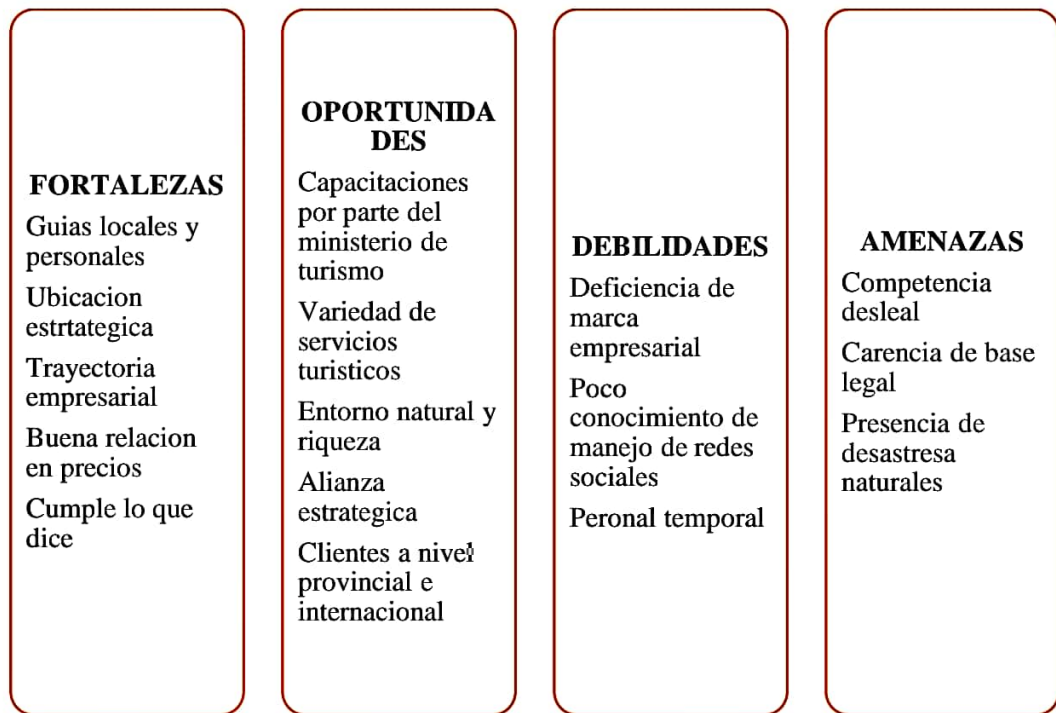 FORTALEZAS
Guias locales y
personales
Ubicacion
estrtategica
Trayectoria
empresarial
Buena relacion
en precios
Cumple lo que
dice
OPORTUNIDA
DES
Capacitaciones
por parte del
ministerio de
turismo
Variedad de
servicios
turisticos
Entorno natural y
riqueza
Alianza
estrategica
Clientes a nivel
provincial e
internacional
DEBILIDADES
Deficiencia de
marca
empresarial
Poco
conocimiento de
manejo de redes
sociales
Peronal temporal
AMENAZAS
Competencia
desleal
Carencia de base
legal
Presencia de
desastresa
naturales